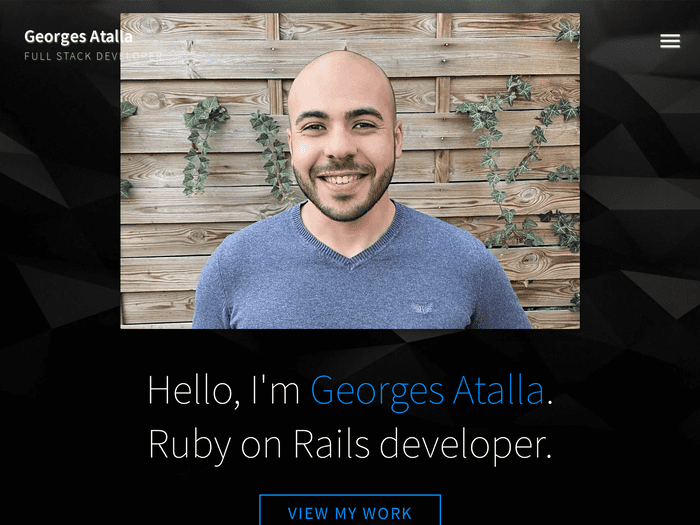 Georges Atalla
FULL STACK DEVELOPER
Hello, I'm Georges Atalla.
Ruby on Rails developer.
VIEW MY WORK